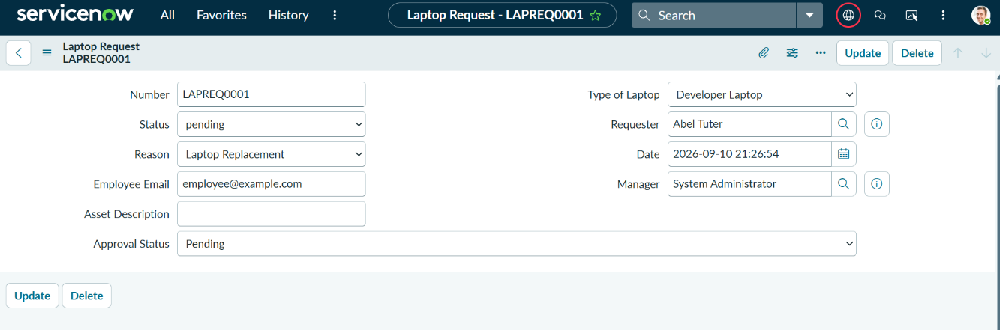 servicenow All Favorites History Laptop Request - LAPREQ0001 Search
Laptop Request
LAPREQ0001
Update Delete
Number LAPREQ0001 Type of Laptop Developer Laptop
Status pending Requester Abel Tuter
Reason Laptop Replacement Date 2026-09-10 21:26:54
Employee Email employee@example.com Manager System Administrator
Asset Description
Approval Status Pending
Update Delete